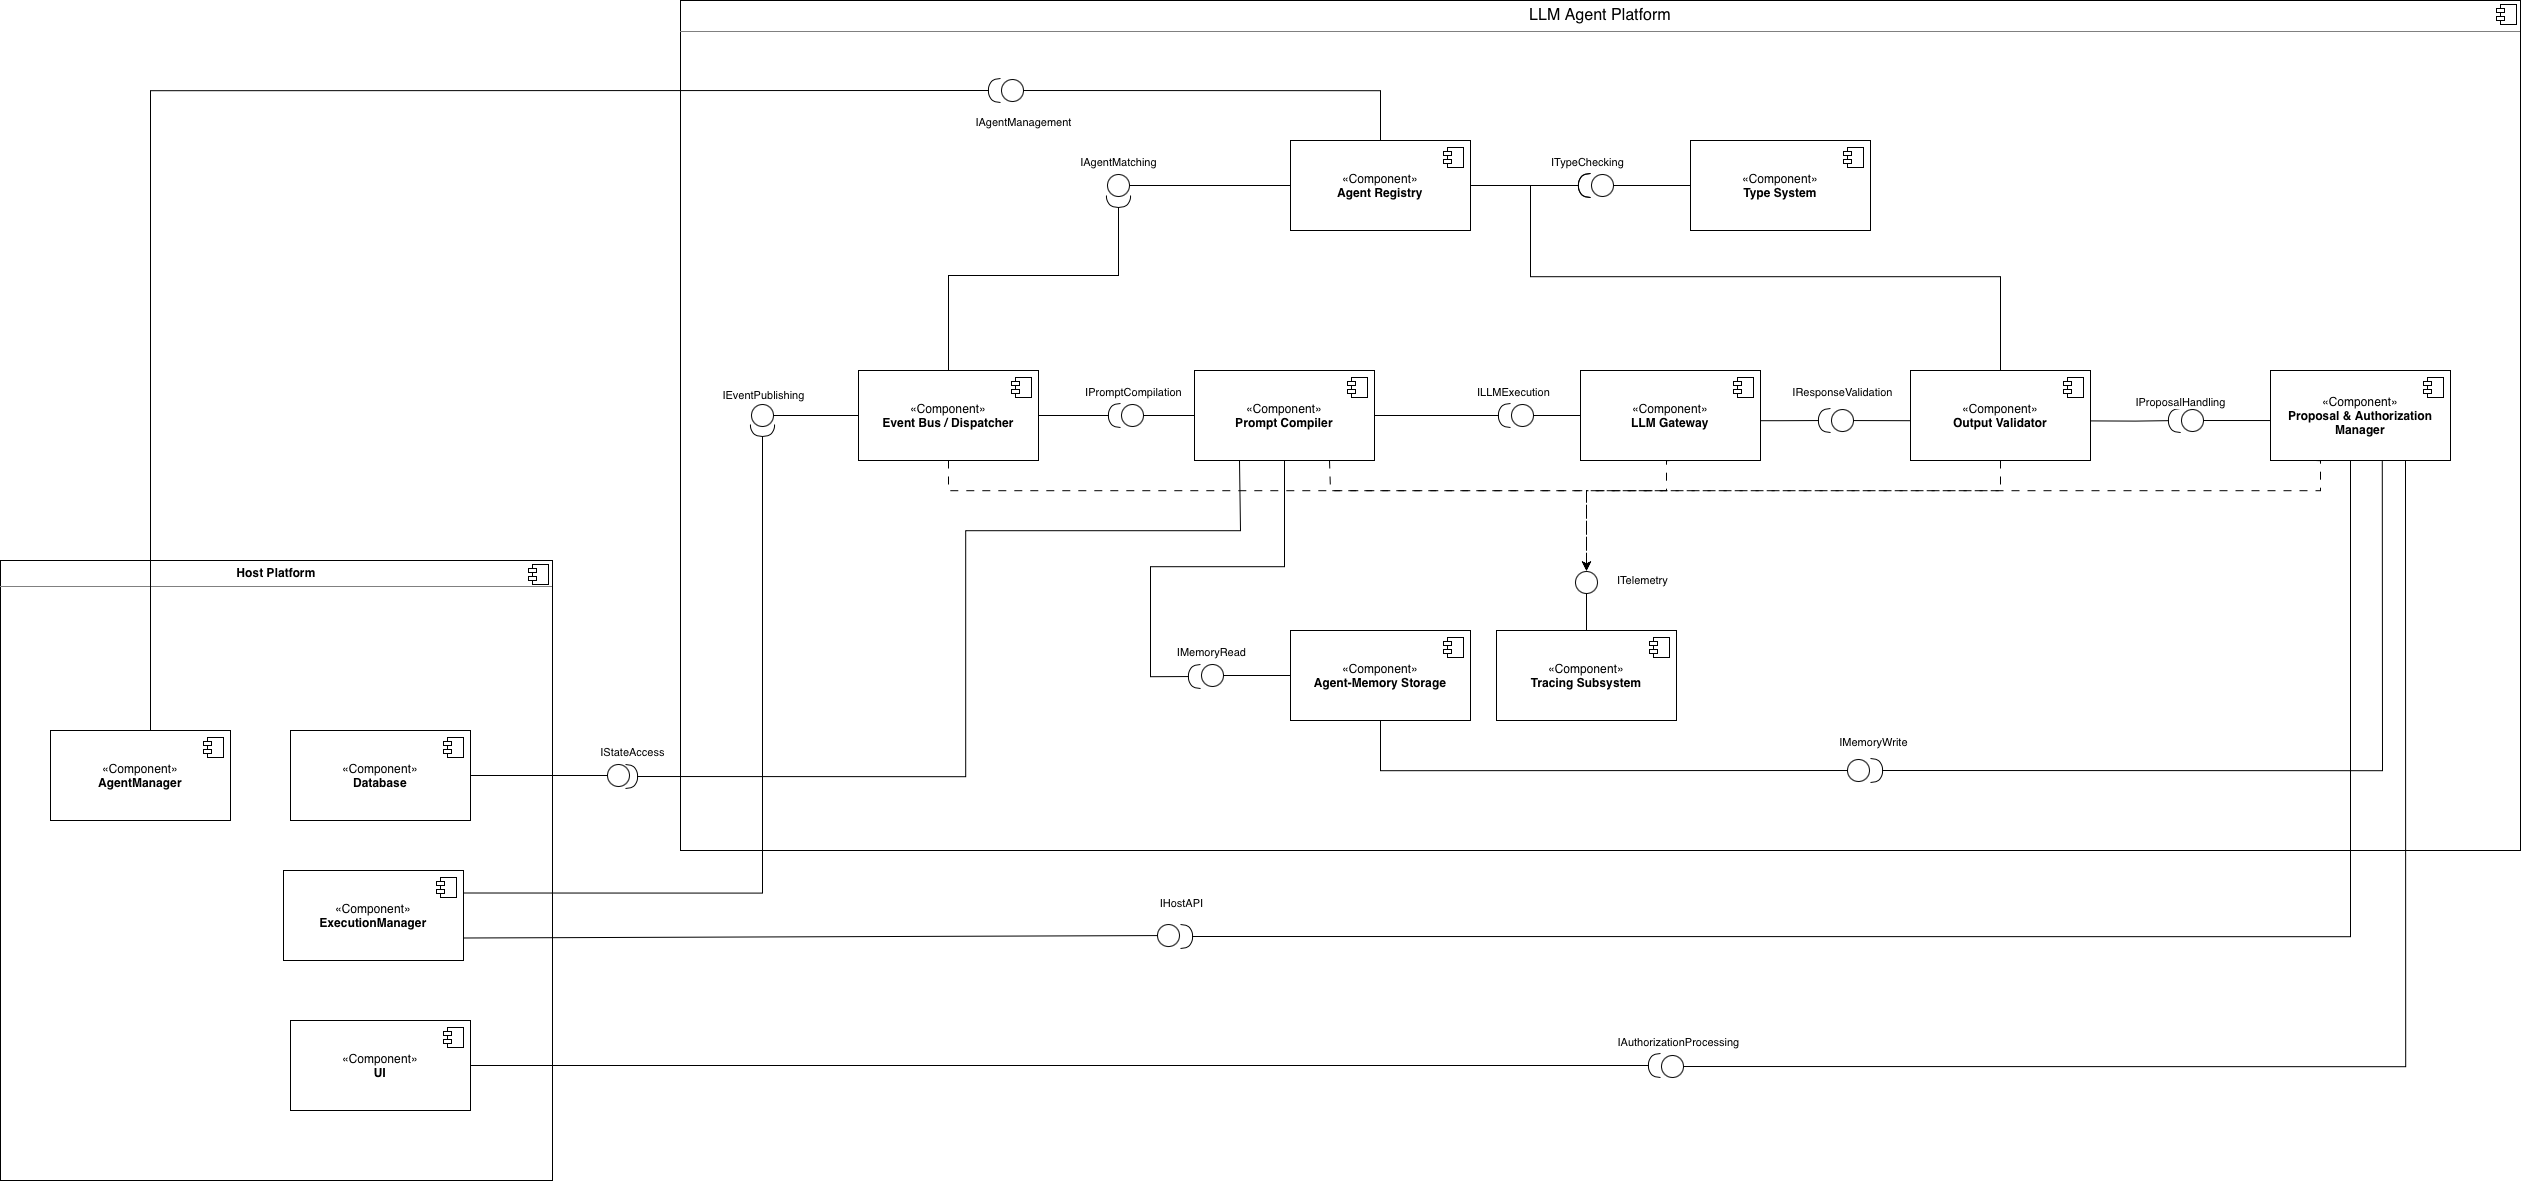 LLM Agent Platform
IAgentManagement
IAgentMatching
ITypeChecking
«Component»
Agent Registry
«Component»
Type System
IEventPublishing
IPromptCompilation
ILLMExecution
IResponseValidation
IProposalHandling
«Component»
Event Bus / Dispatcher
«Component»
Prompt Compiler
«Component»
LLM Gateway
«Component»
Output Validator
«Component»
Proposal & Authorization
Manager
Host Platform
ITelemetry
IMemoryRead
«Component»
Agent-Memory Storage
«Component»
Tracing Subsystem
IStateAccess
IMemoryWrite
«Component»
AgentManager
«Component»
Database
«Component»
ExecutionManager
IHostAPI
IAuthorizationProcessing
«Component»
UI